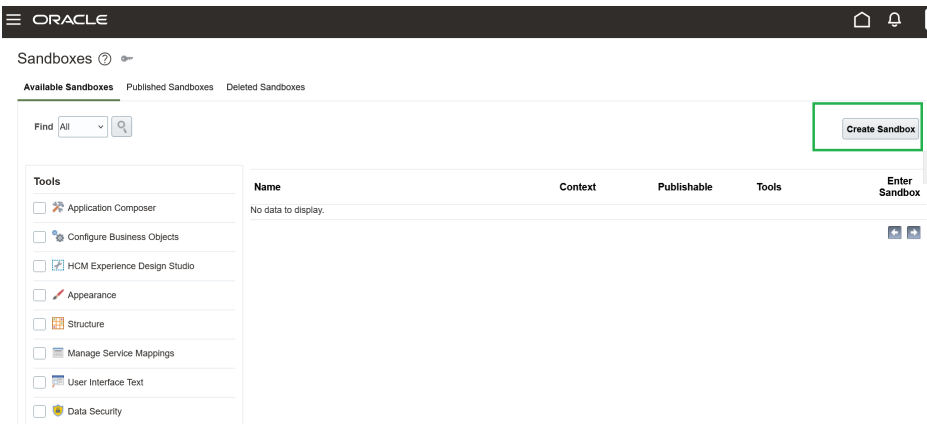 ORACLE
Sandboxes
Available Sandboxes Published Sandboxes Deleted Sandboxes
Find All
Create Sandbox
Tools
Name Context Publishable Tools Enter Sandbox
No data to display.
Application Composer
Configure Business Objects
HCM Experience Design Studio
Appearance
Structure
Manage Service Mappings
User Interface Text
Data Security